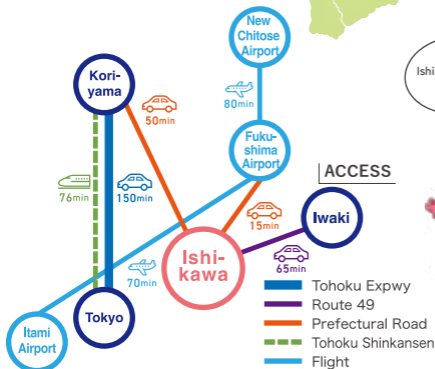 New
Chitose
Airport
Kori-
yama
50min
80min
Fuku-
shima
Airport
ACCESS
76min
150min
15min
Iwaki
Ishi-
kawa
65min
70min
Itami
Airport
Tokyo
Tohoku Expwy
Route 49
Prefectural Road
Tohoku Shinkansen
Flight